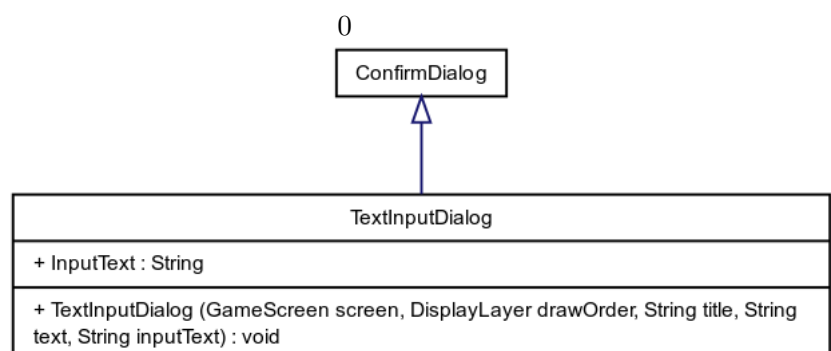 0
ConfirmDialog
TextInputDialog
+ InputText : String
+ TextInputDialog (GameScreen screen, DisplayLayer drawOrder, String title, String
text, String inputText) : void